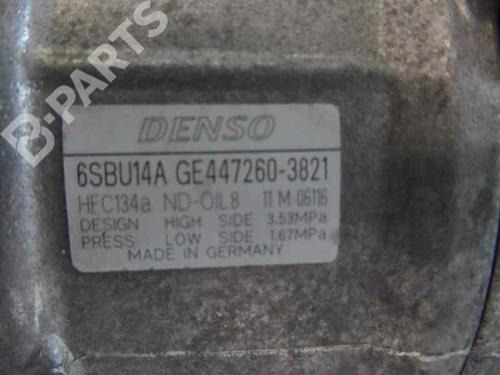 B-PARTS
DENSO
6SBU14A GE447260-3821
HFC134a ND-OIL8 11 M 06116
DESIGN HIGH SIDE 3.53MPa
PRESS LOW SIDE 1.67MPa
MADE IN GERMANY